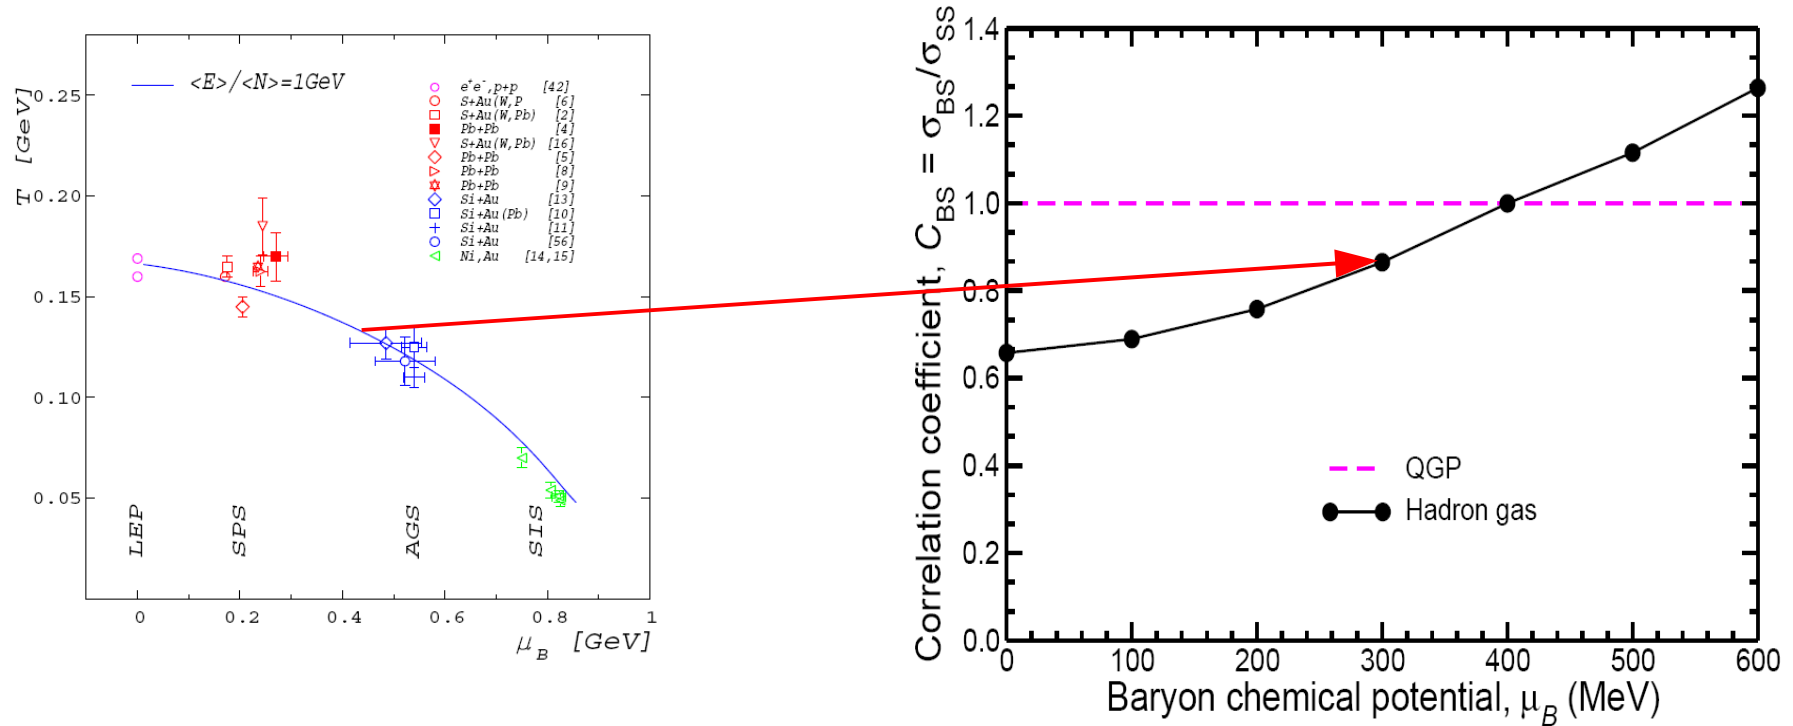 <E>/<N>=1GeV
e⁺e⁻,p+p [42]
S+Au(W,P [6]
S+Au(W,Pb) [2]
Pb+Pb [4]
S+Au(W,Pb) [16]
Pb+Pb [5]
Pb+Pb [8]
Pb+Pb [9]
Si+Au [13]
Si+Au(Pb) [10]
Si+Au [11]
Si+Au [56]
Ni,Au [14,15]
T [GeV]
0.25
0.20
0.15
0.10
0.05
LEP
SPS
AGS
SIS
0 0.2 0.4 0.6 0.8 1
μ_B [GeV]
Correlation coefficient, C_BS = σ_BS/σ_SS
1.4
1.2
1.0
0.8
0.6
0.4
0.2
0.0
QGP
Hadron gas
0 100 200 300 400 500 600
Baryon chemical potential, μ_B (MeV)